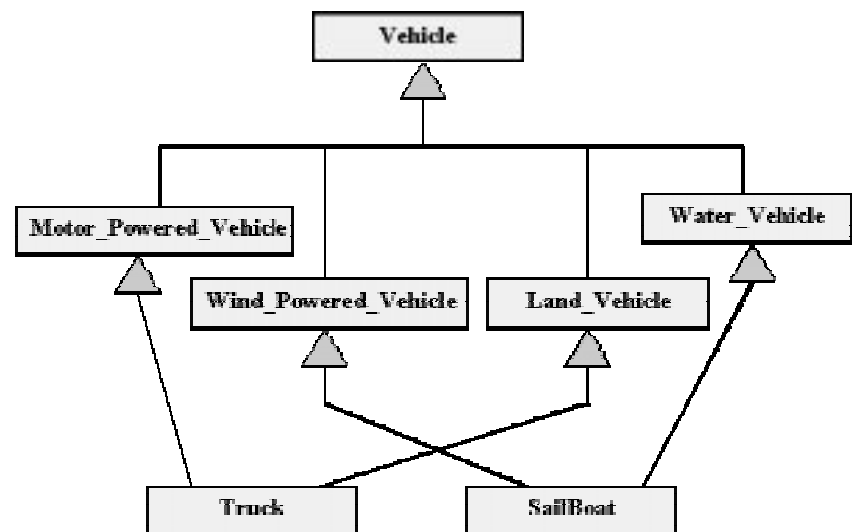 Vehicle
Motor_Powered_Vehicle
Water_Vehicle
Wind_Powered_Vehicle
Land_Vehicle
Truck
SailBoat